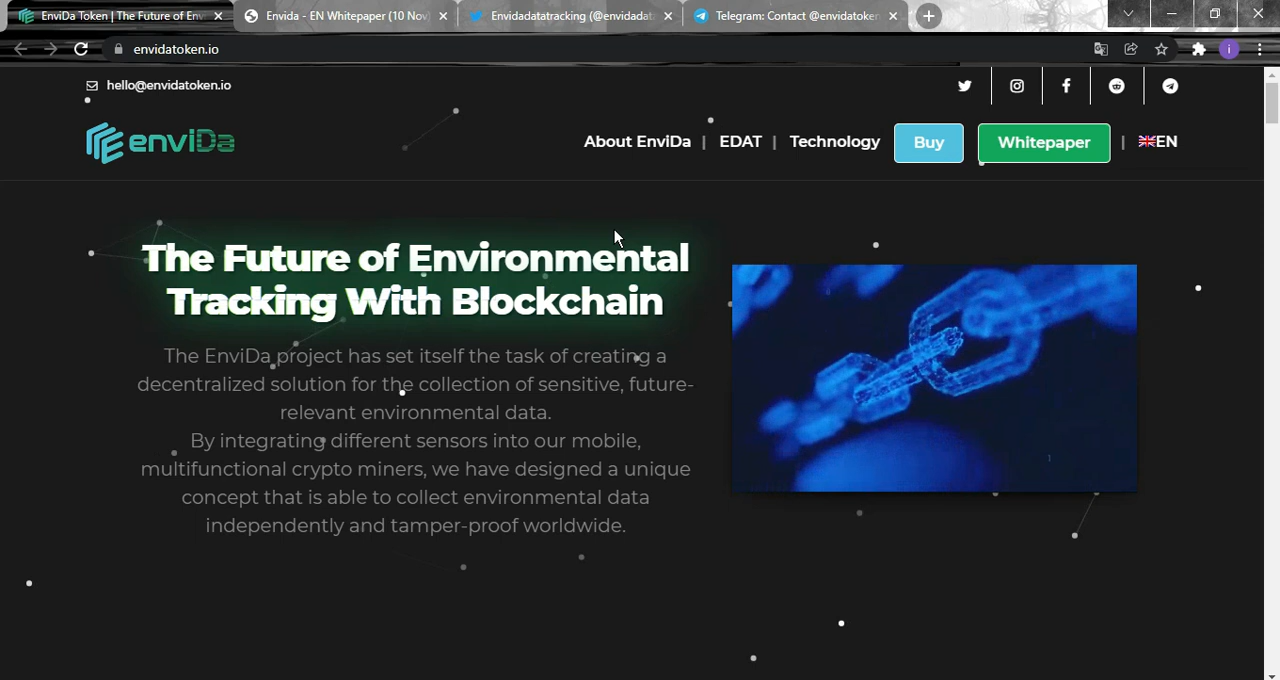 EnviDa Token | The Future of Env
Envida - EN Whitepaper (10 Nov
Envidadatatracking (@envidadat
Telegram: Contact @envidatoken
envidatoken.io
i
hello@envidatoken.io
enviDa
About EnviDa | EDAT | Technology Buy Whitepaper | EN
The Future of Environmental
Tracking With Blockchain
The EnviDa project has set itself the task of creating a
decentralized solution for the collection of sensitive, future-
relevant environmental data.
By integrating different sensors into our mobile,
multifunctional crypto miners, we have designed a unique
concept that is able to collect environmental data
independently and tamper-proof worldwide.